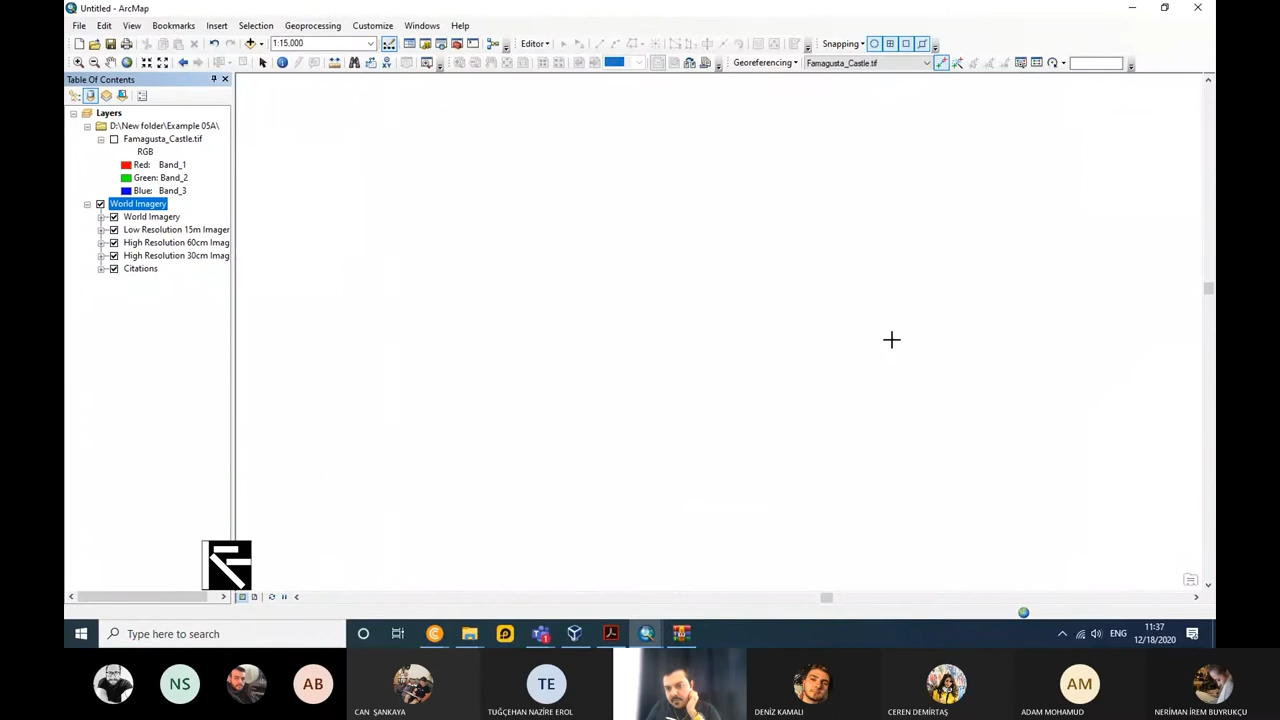 Untitled - ArcMap
File Edit View Bookmarks Insert Selection Geoprocessing Customize Windows Help
1:15,000 Editor Snapping
Georeferencing Famagusta_Castle.tif
Table Of Contents
Layers
D:\New folder\Example 05A\
Famagusta_Castle.tif
RGB
Red: Band_1
Green: Band_2
Blue: Band_3
World Imagery
World Imagery
Low Resolution 15m Imager
High Resolution 60cm Imag
High Resolution 30cm Imag
Citations
Type here to search
ENG
11:37
12/18/2020
NS
AB
CAN ŞANKAYA
TE
TUĞÇEHAN NAZİRE EROL
DENİZ KAMALI
CEREN DEMİRTAŞ
AM
ADAM MOHAMUD
NERİMAN İREM BUYRUKÇU